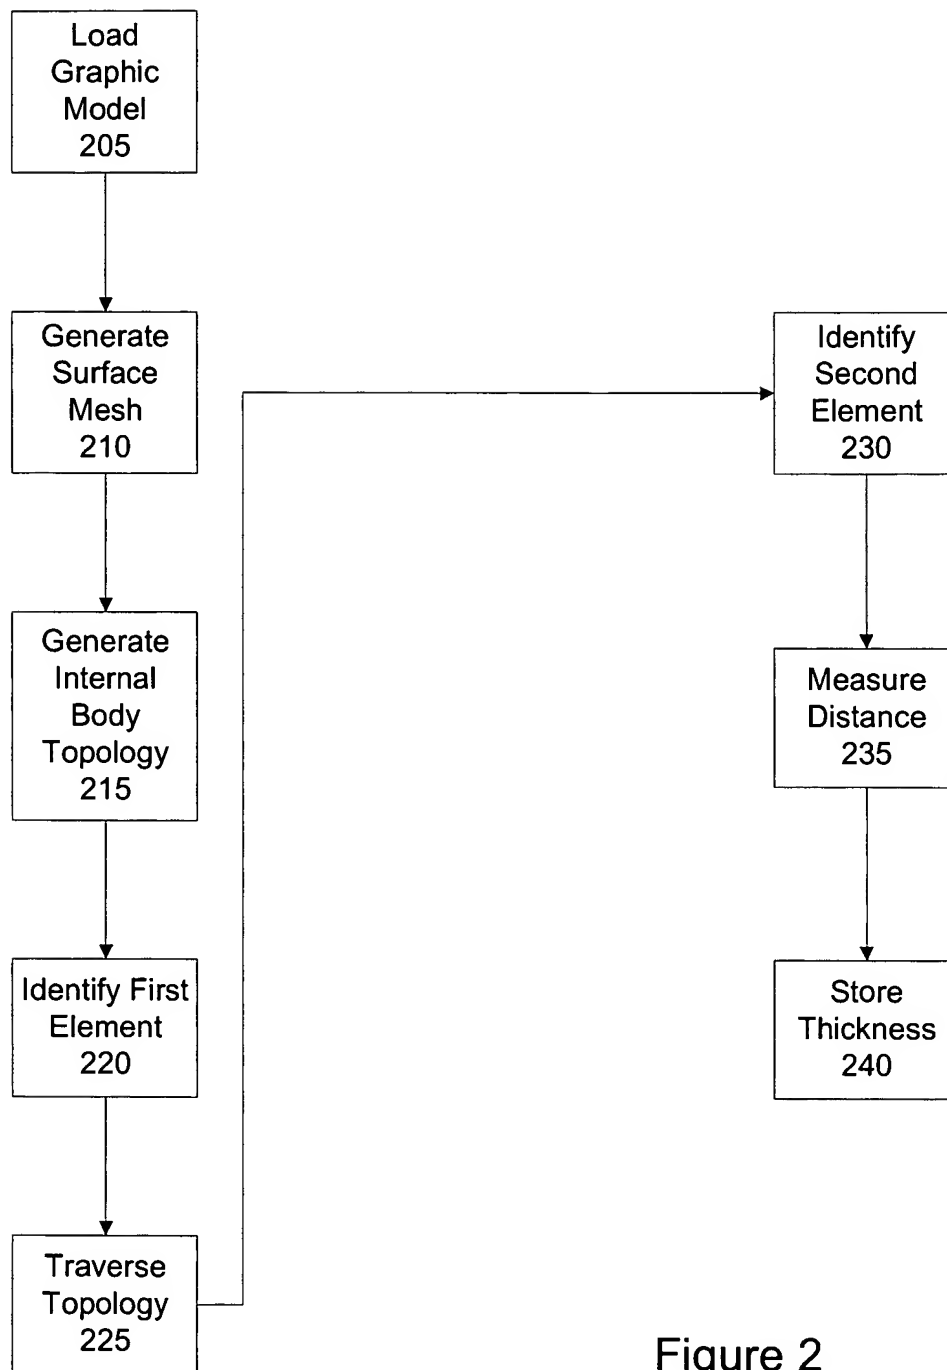 Load
Graphic
Model
205
Generate
Surface
Mesh
210
Generate
Internal
Body
Topology
215
Identify First
Element
220
Traverse
Topology
225
Identify
Second
Element
230
Measure
Distance
235
Store
Thickness
240
Figure 2